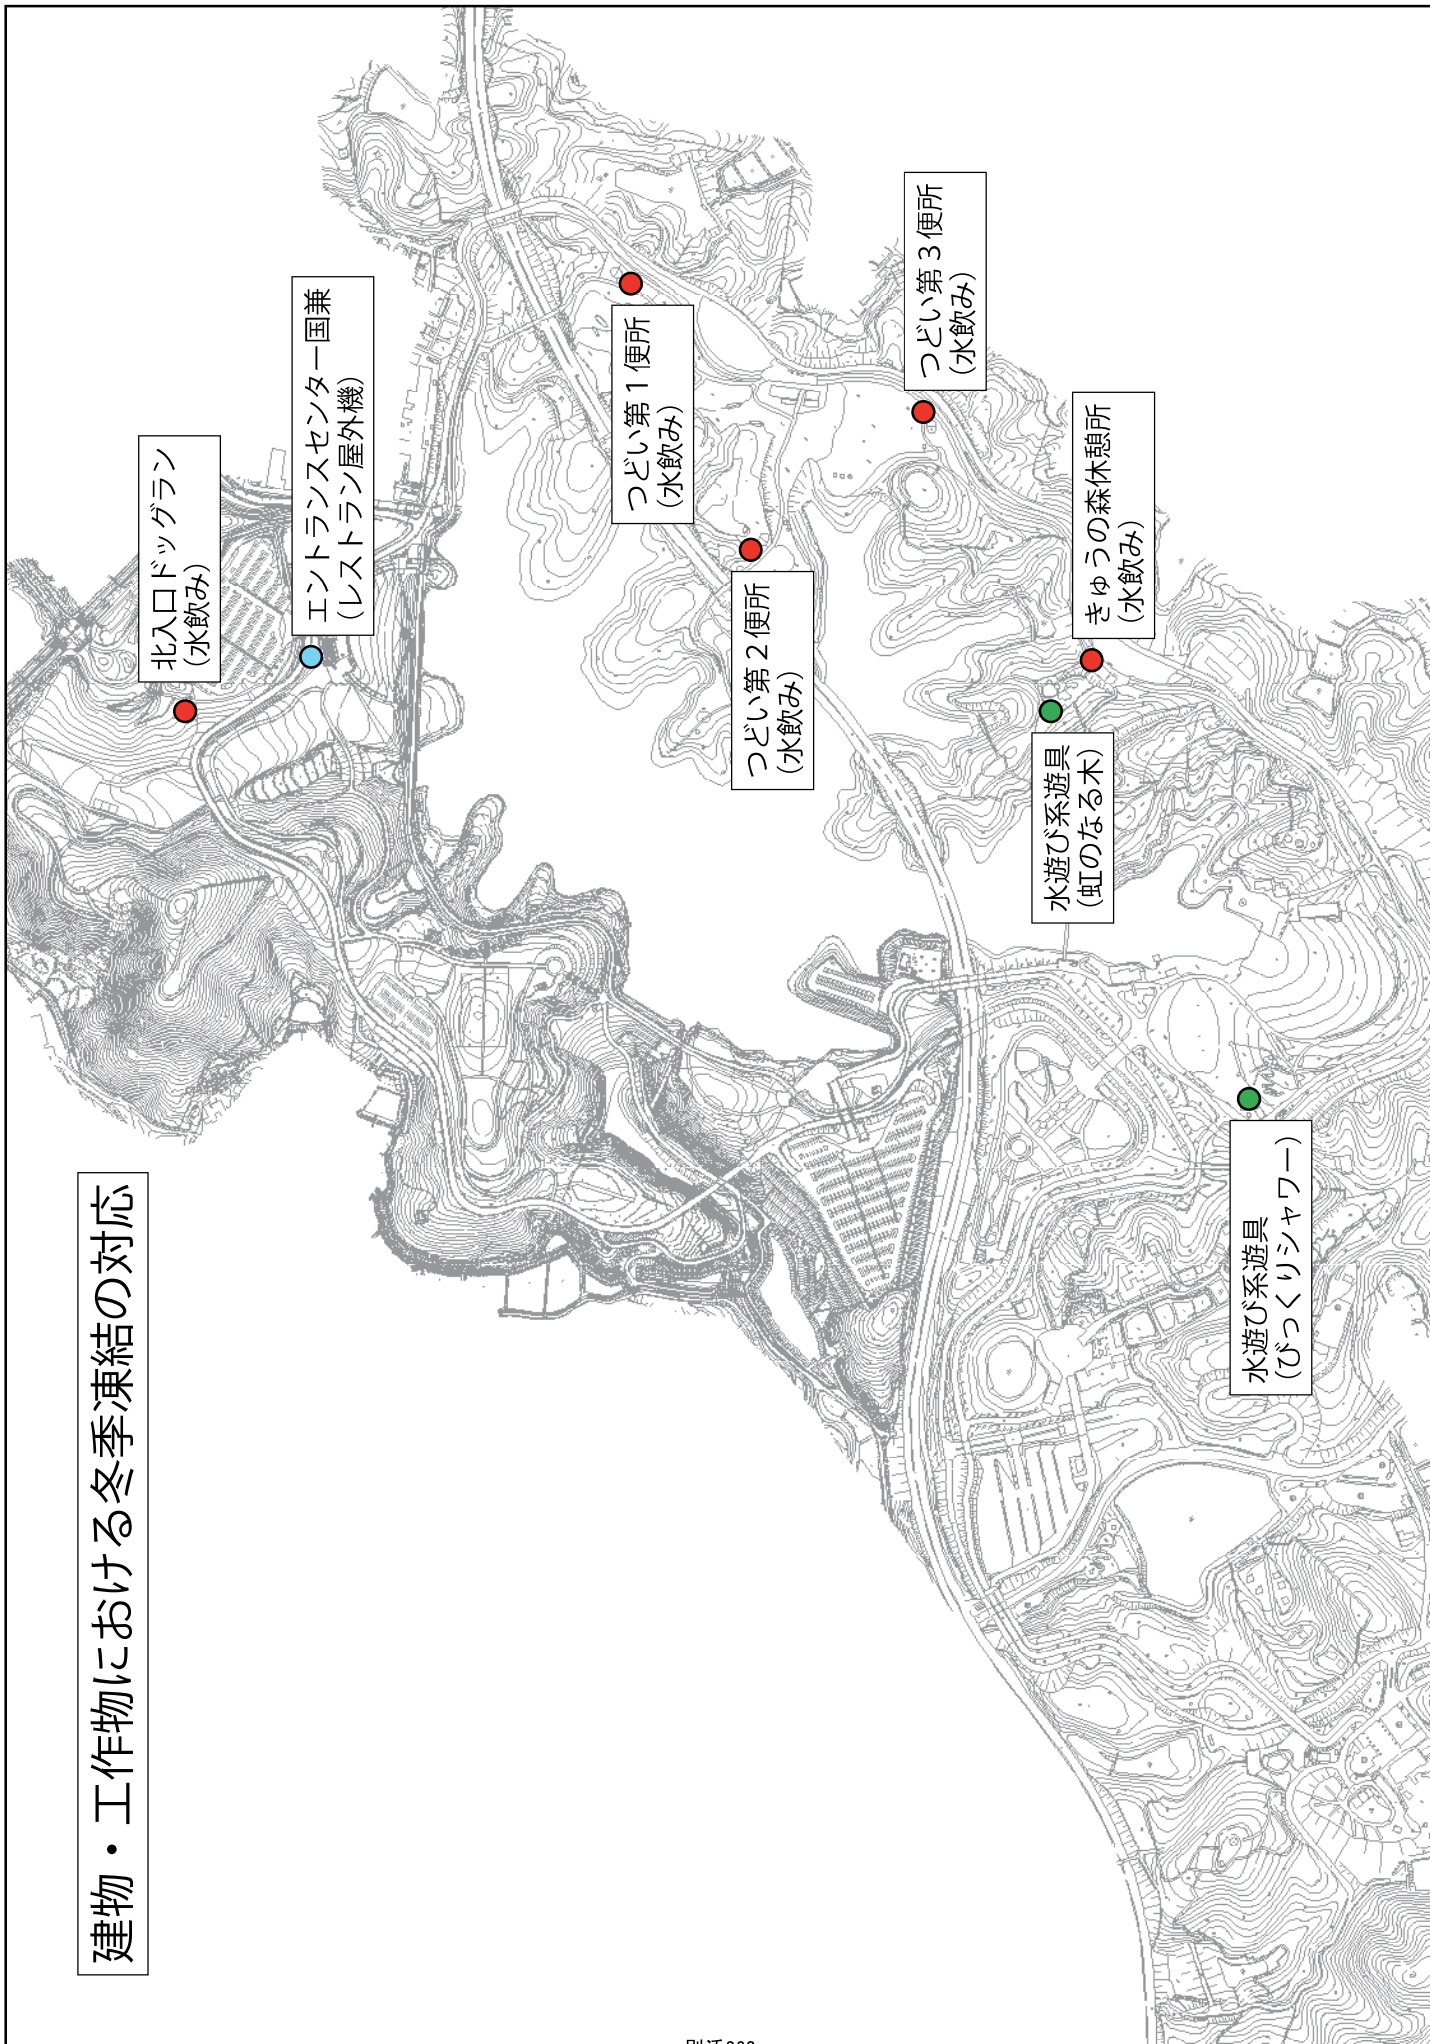 建物・工作物における冬季凍結の対応
北入口ドッグラン
(水飲み)
エントランスセンター国兼
(レストラン屋外機)
つどい第1便所
(水飲み)
つどい第2便所
(水飲み)
つどい第3便所
(水飲み)
きゅうの森休憩所
(水飲み)
水遊び系遊具
(虹のなる木)
水遊び系遊具
(びっくりシャワー)